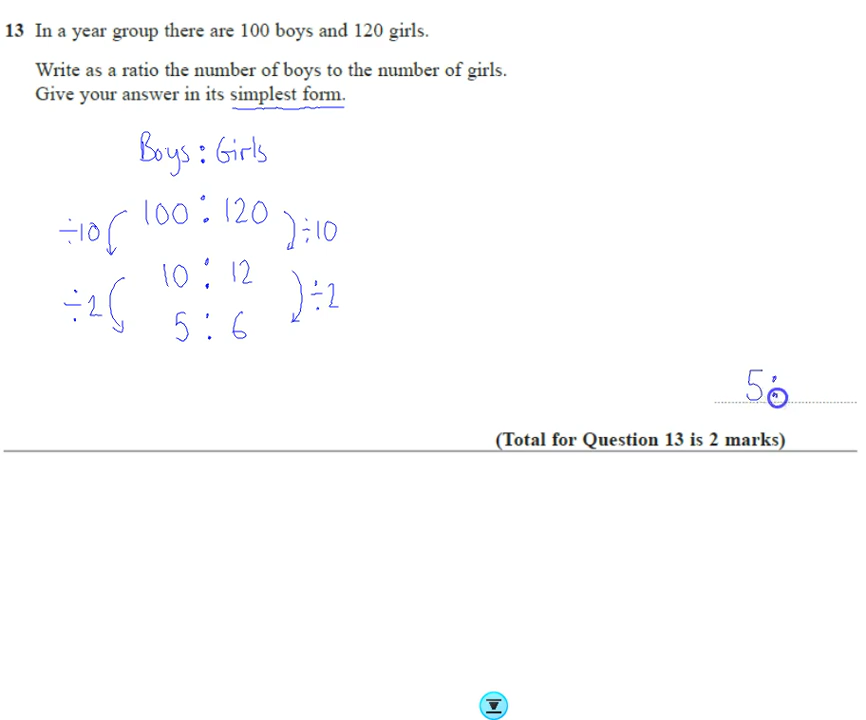 13 In a year group there are 100 boys and 120 girls.
Write as a ratio the number of boys to the number of girls.
Give your answer in its simplest form.
Boys : Girls
100 : 120
÷10 ÷10
10 : 12
÷2 ÷2
5 : 6
5:
(Total for Question 13 is 2 marks)